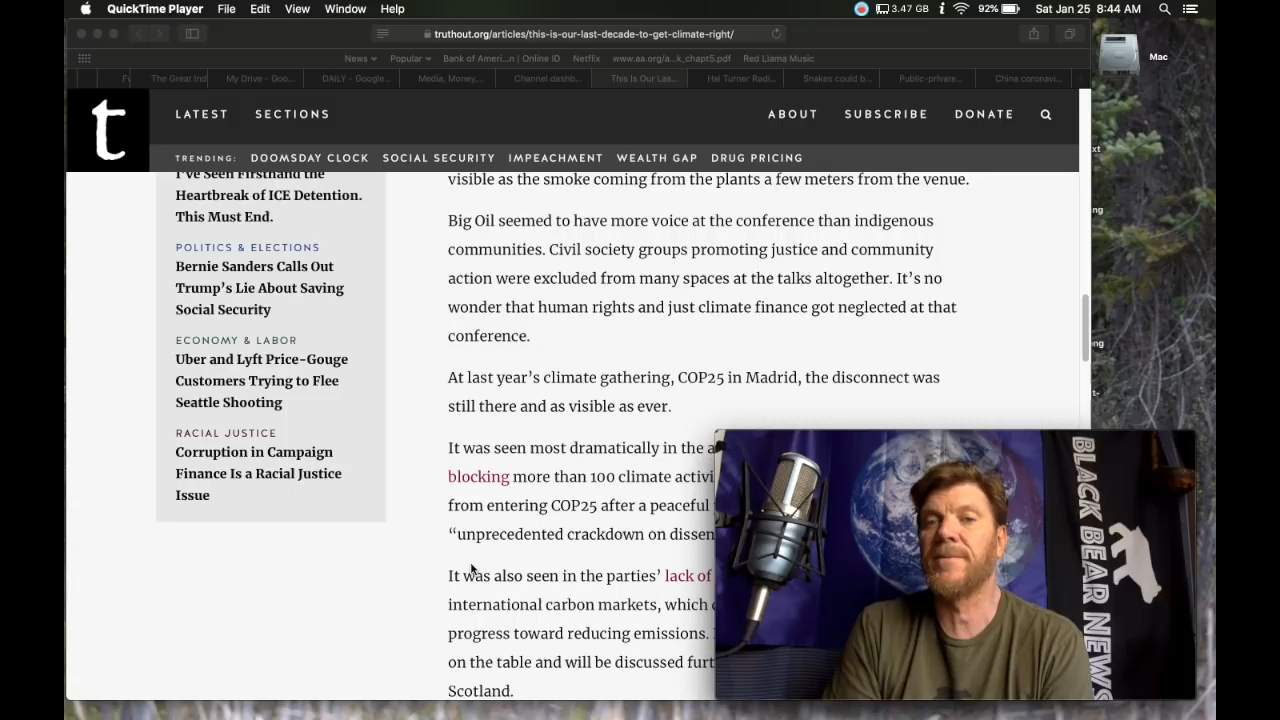 QuickTime Player File Edit View Window Help
3.47 GB
92%
Sat Jan 25 8:44 AM
truthout.org/articles/this-is-our-last-decade-to-get-climate-right/
News
Popular
Bank of Ameri...n | Online ID
Netflix
www.aa.org/a...k_chapt5.pdf
Red Llama Music
The Great Ind
My Drive - Goo...
DAILY - Google...
Media, Money,...
Channel dashb...
This Is Our Las...
Hal Turner Radi...
Snakes could b...
Public-private...
China coronavi...
Mac
t
LATEST SECTIONS
ABOUT SUBSCRIBE DONATE
TRENDING: DOOMSDAY CLOCK SOCIAL SECURITY IMPEACHMENT WEALTH GAP DRUG PRICING
I've Seen Firsthand the
Heartbreak of ICE Detention.
This Must End.
POLITICS & ELECTIONS
Bernie Sanders Calls Out
Trump's Lie About Saving
Social Security
ECONOMY & LABOR
Uber and Lyft Price-Gouge
Customers Trying to Flee
Seattle Shooting
RACIAL JUSTICE
Corruption in Campaign
Finance Is a Racial Justice
Issue
visible as the smoke coming from the plants a few meters from the venue.
Big Oil seemed to have more voice at the conference than indigenous
communities. Civil society groups promoting justice and community
action were excluded from many spaces at the talks altogether. It's no
wonder that human rights and just climate finance got neglected at that
conference.
At last year's climate gathering, COP25 in Madrid, the disconnect was
still there and as visible as ever.
It was seen most dramatically in the a
blocking more than 100 climate activi
from entering COP25 after a peaceful
"unprecedented crackdown on dissen
It was also seen in the parties' lack of
international carbon markets, which
progress toward reducing emissions.
on the table and will be discussed furt
Scotland.
BLACK BEAR NEWS